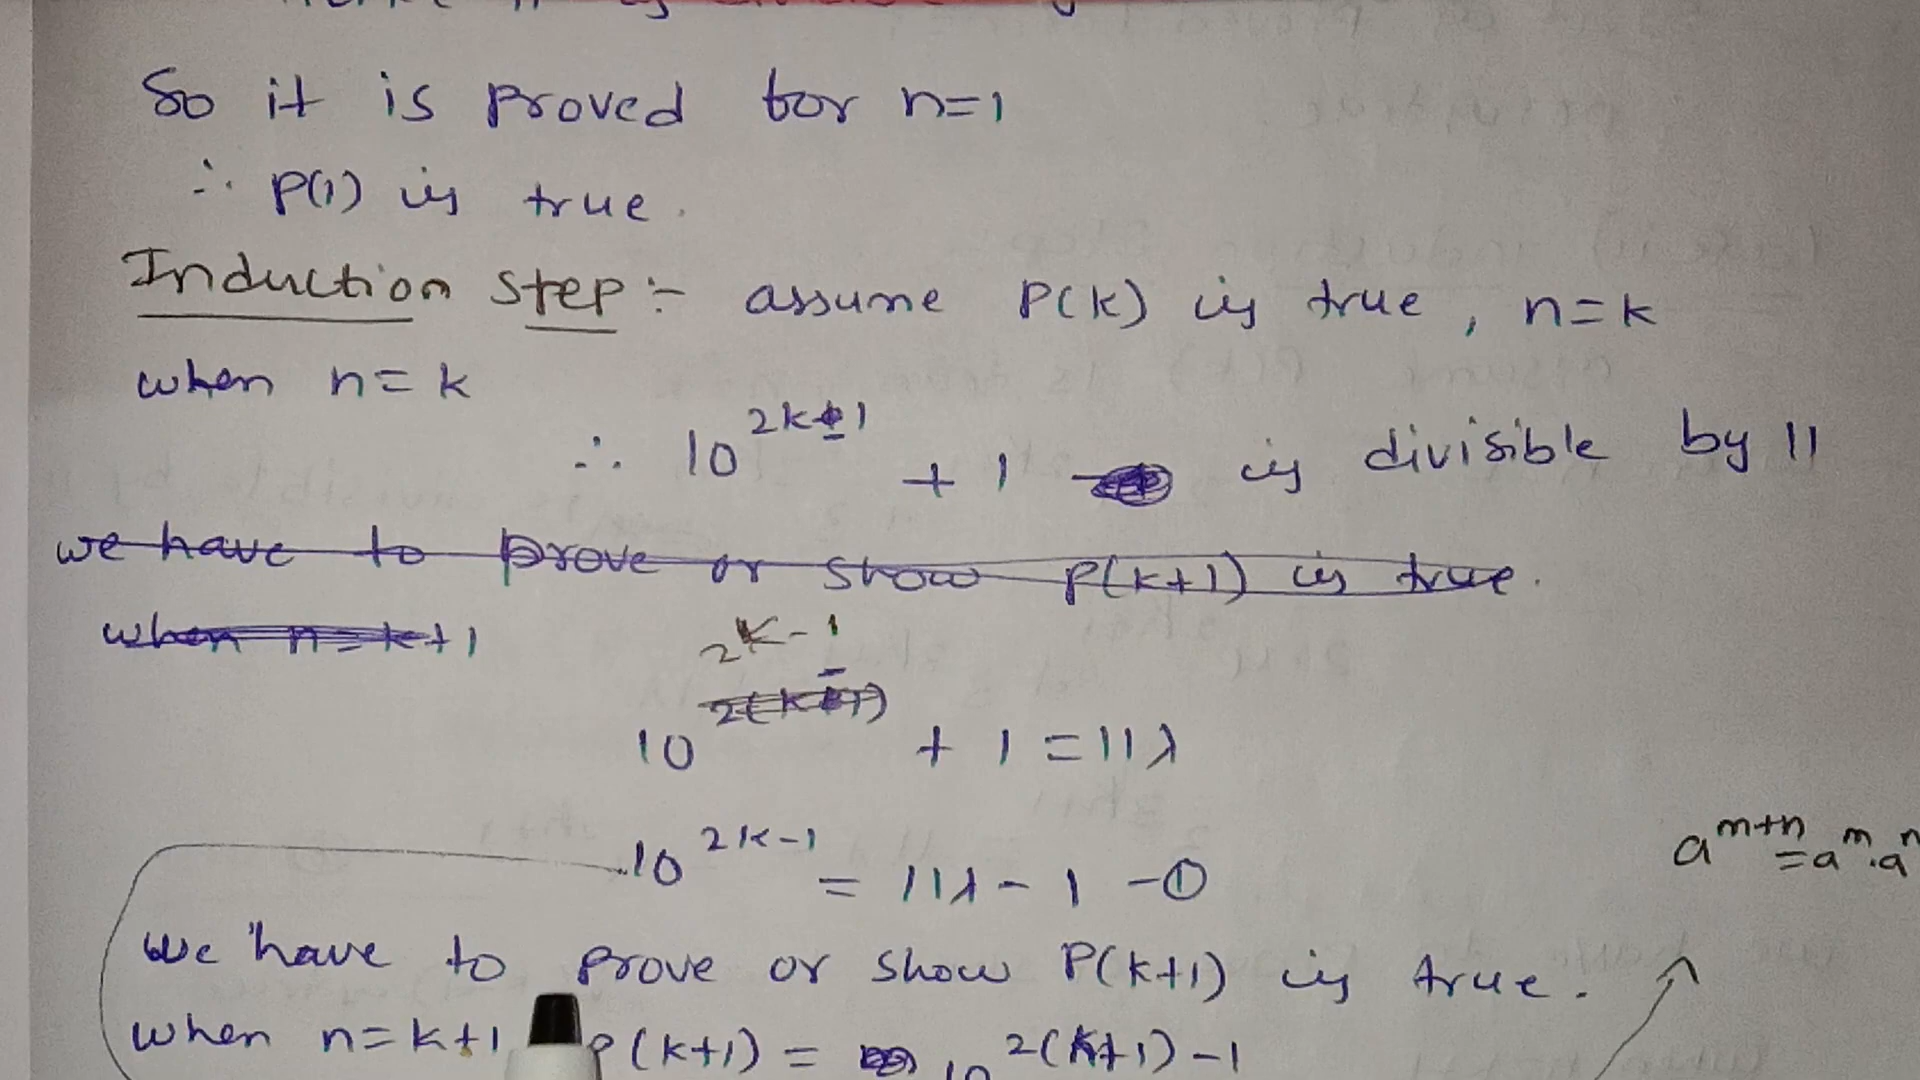 So it is proved for n=1
∴ P(1) is true.
Induction Step :- assume P(k) is true, n=k
when n=k
∴ 10^{2k-1} + 1 is divisible by 11
we have to prove or show P(k+1) is true.
when n=k+1
10^{2k-1} + 1 = 11λ
10^{2k-1} = 11λ - 1 -①
a^{m+n} = a^m.a^n
We have to prove or show P(k+1) is true.
when n=k+1 P(k+1) = 10^{2(k+1)-1}